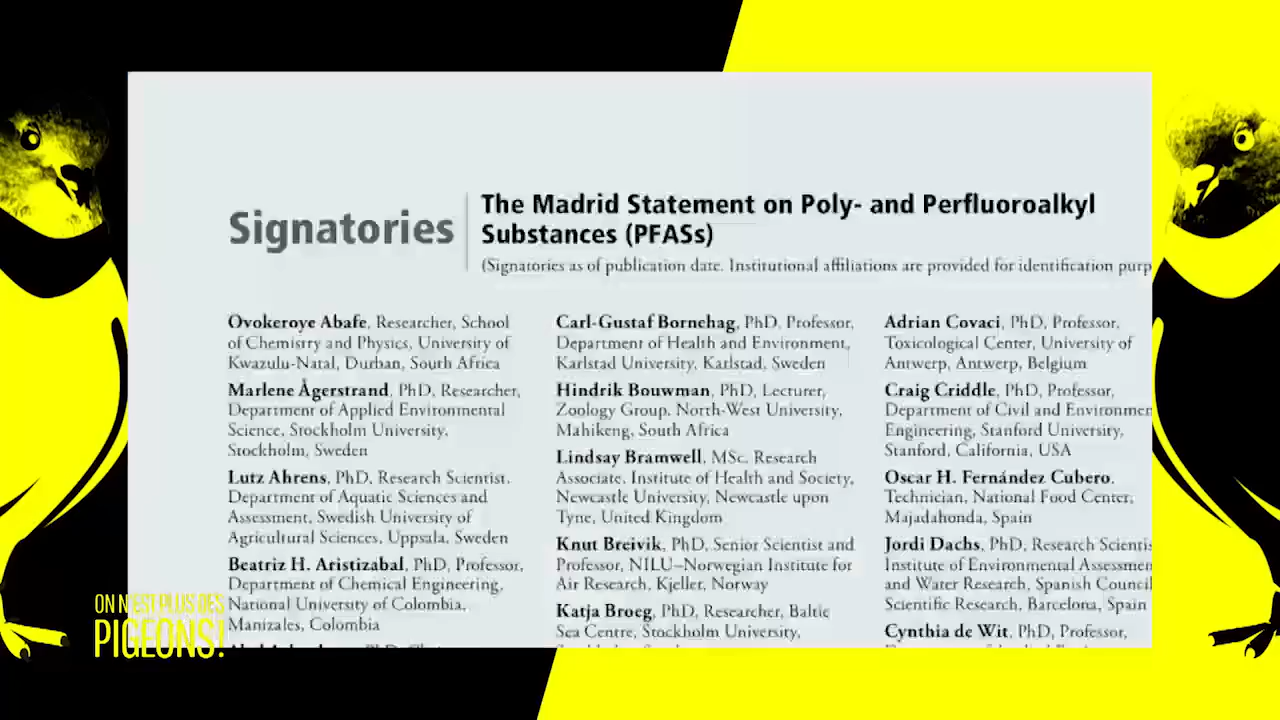 Signatories
The Madrid Statement on Poly- and Perfluoroalkyl
Substances (PFASs)
(Signatories as of publication date. Institutional affiliations are provided for identification purp
Ovokeroye Abafe, Researcher, School
of Chemistry and Physics, University of
Kwazulu-Natal, Durban, South Africa
Marlene Ågerstrand, PhD, Researcher,
Department of Applied Environmental
Science, Stockholm University,
Stockholm, Sweden
Lutz Ahrens, PhD, Research Scientist,
Department of Aquatic Sciences and
Assessment, Swedish University of
Agricultural Sciences, Uppsala, Sweden
Beatriz H. Aristizabal, PhD, Professor,
Department of Chemical Engineering,
National University of Colombia,
Manizales, Colombia
Carl-Gustaf Bornehag, PhD, Professor,
Department of Health and Environment,
Karlstad University, Karlstad, Sweden
Hindrik Bouwman, PhD, Lecturer,
Zoology Group, North-West University,
Mahikeng, South Africa
Lindsay Bramwell, MSc, Research
Associate, Institute of Health and Society,
Newcastle University, Newcastle upon
Tyne, United Kingdom
Knut Breivik, PhD, Senior Scientist and
Professor, NILU–Norwegian Institute for
Air Research, Kjeller, Norway
Katja Broeg, PhD, Researcher, Baltic
Sea Centre, Stockholm University,
Adrian Covaci, PhD, Professor,
Toxicological Center, University of
Antwerp, Antwerp, Belgium
Craig Criddle, PhD, Professor,
Department of Civil and Environmen
Engineering, Stanford University,
Stanford, California, USA
Oscar H. Fernández Cubero,
Technician, National Food Center,
Majadahonda, Spain
Jordi Dachs, PhD, Research Scientis
Institute of Environmental Assessmen
and Water Research, Spanish Council
Scientific Research, Barcelona, Spain
Cynthia de Wit, PhD, Professor,
ON N'EST PLUS DES
PIGEONS!